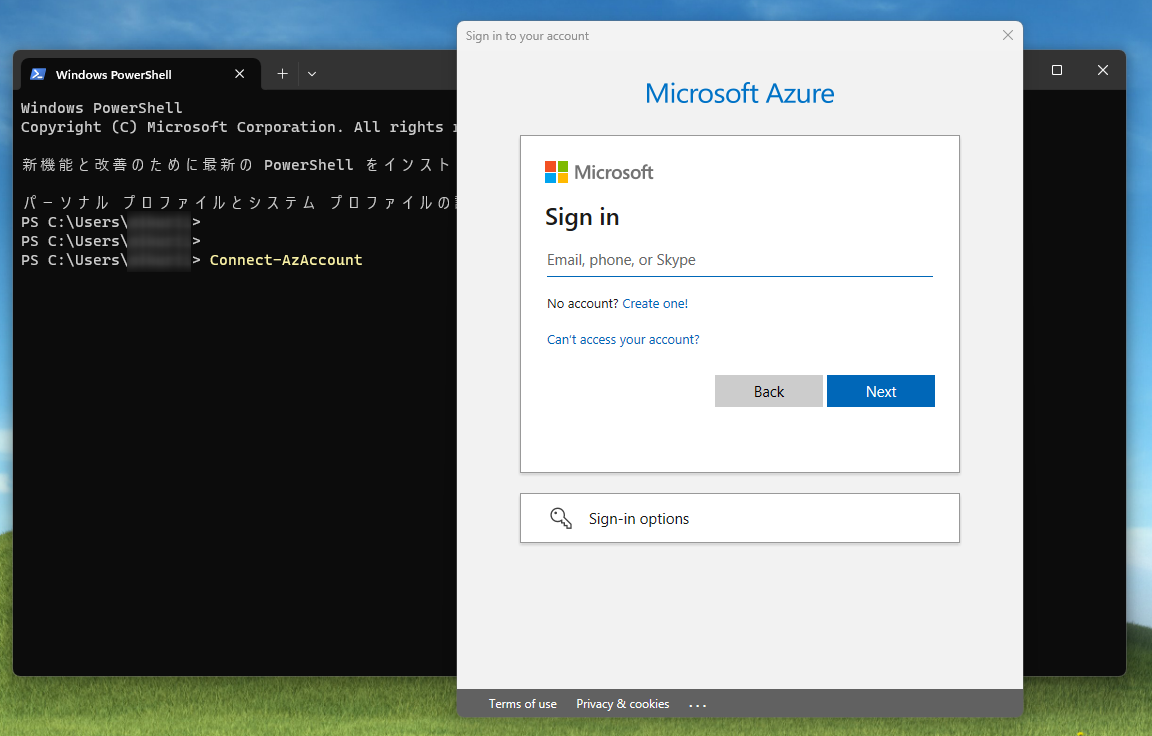 Sign in to your account
Windows PowerShell
Windows PowerShell
Copyright (C) Microsoft Corporation. All rights
新機能と改善のために最新の PowerShell をインスト
パーソナル プロファイルとシステム プロファイルの
PS C:\Users\ >
PS C:\Users\ >
PS C:\Users\ > Connect-AzAccount
Microsoft Azure
Microsoft
Sign in
Email, phone, or Skype
No account? Create one!
Can't access your account?
Back Next
Sign-in options
Terms of use Privacy & cookies ...